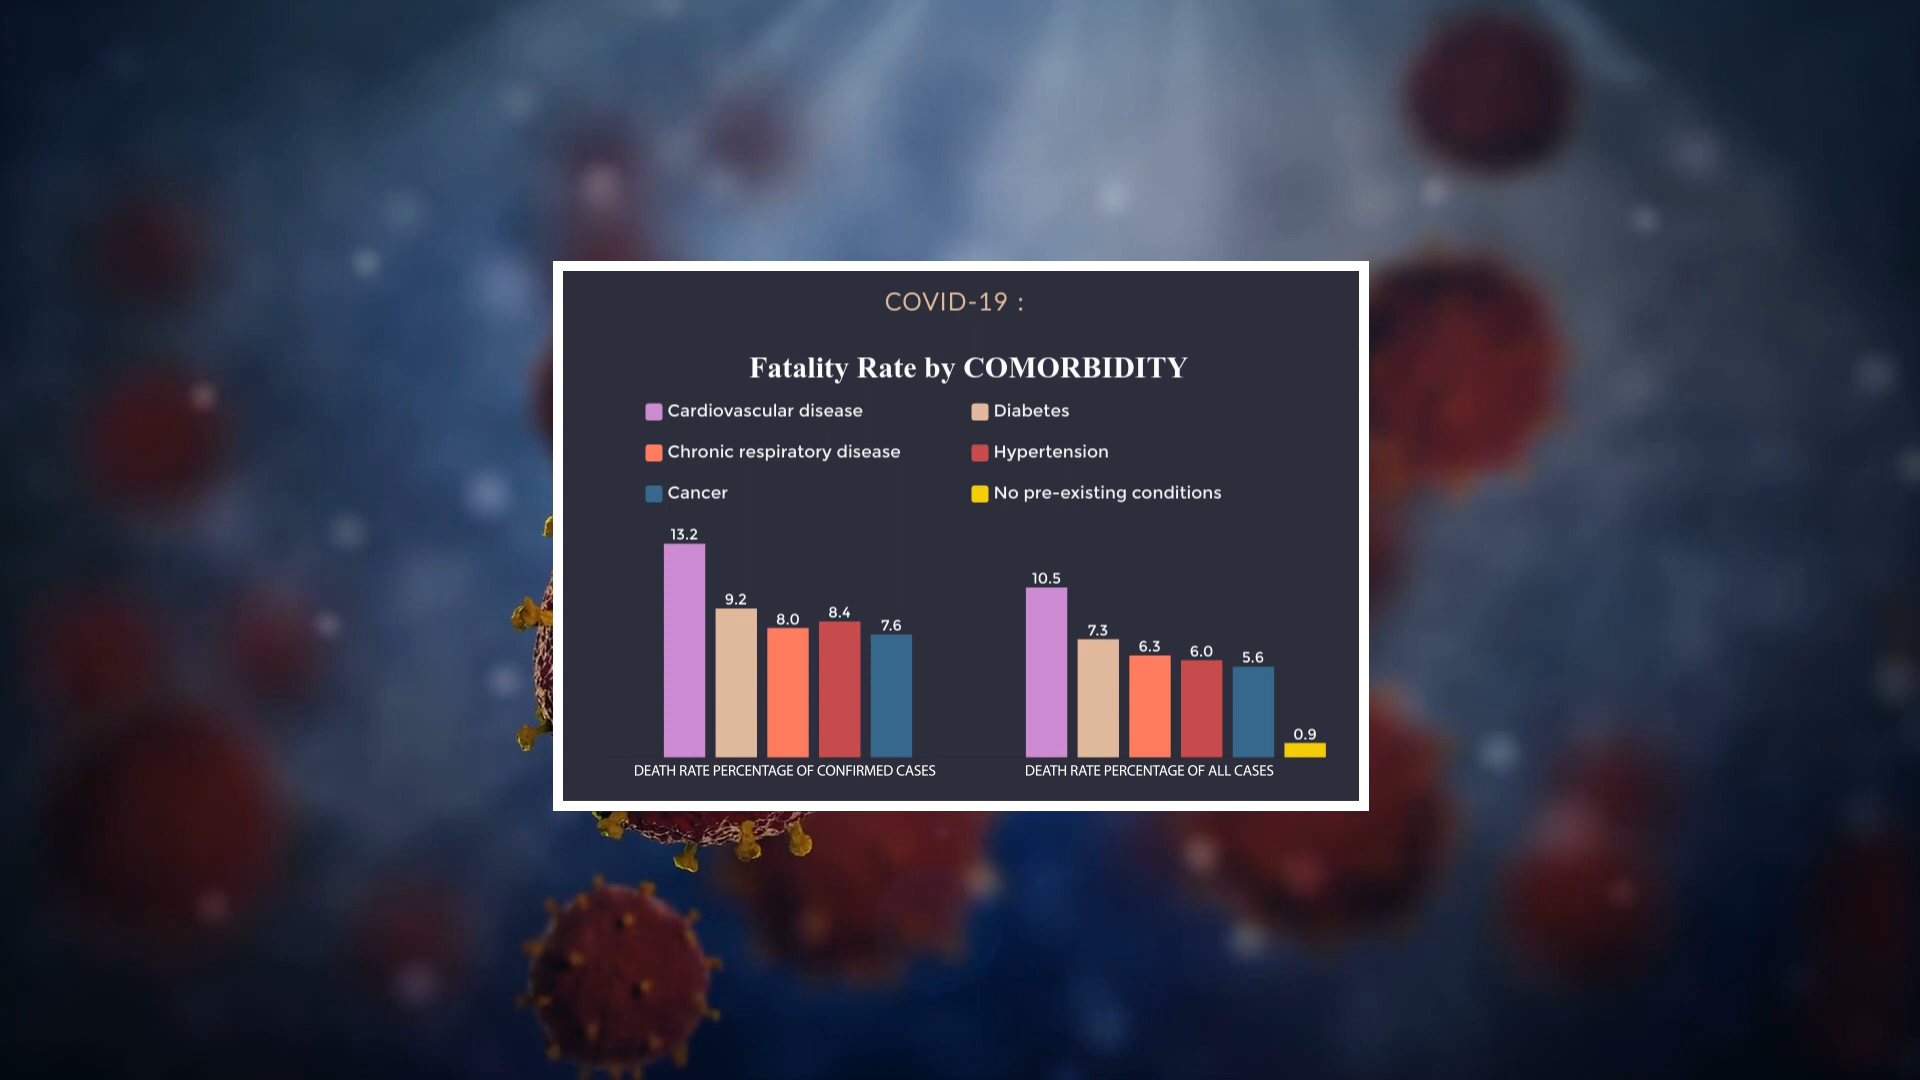 COVID-19 :
Fatality Rate by COMORBIDITY
Cardiovascular disease
Diabetes
Chronic respiratory disease
Hypertension
Cancer
No pre-existing conditions
13.2
9.2
8.0
8.4
7.6
10.5
7.3
6.3
6.0
5.6
0.9
DEATH RATE PERCENTAGE OF CONFIRMED CASES
DEATH RATE PERCENTAGE OF ALL CASES